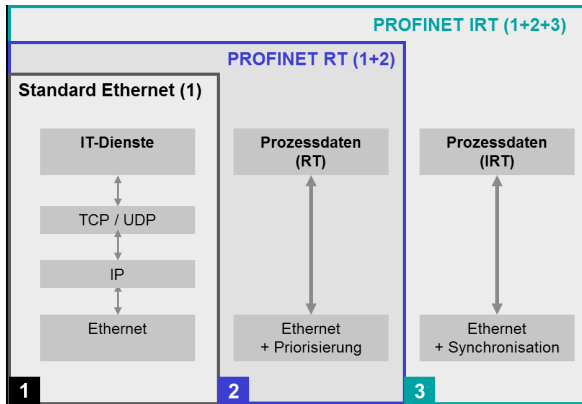 PROFINET IRT (1+2+3)
PROFINET RT (1+2)
Standard Ethernet (1)
IT-Dienste
TCP / UDP
IP
Ethernet
1
Prozessdaten
(RT)
Ethernet
+ Priorisierung
2
Prozessdaten
(IRT)
Ethernet
+ Synchronisation
3